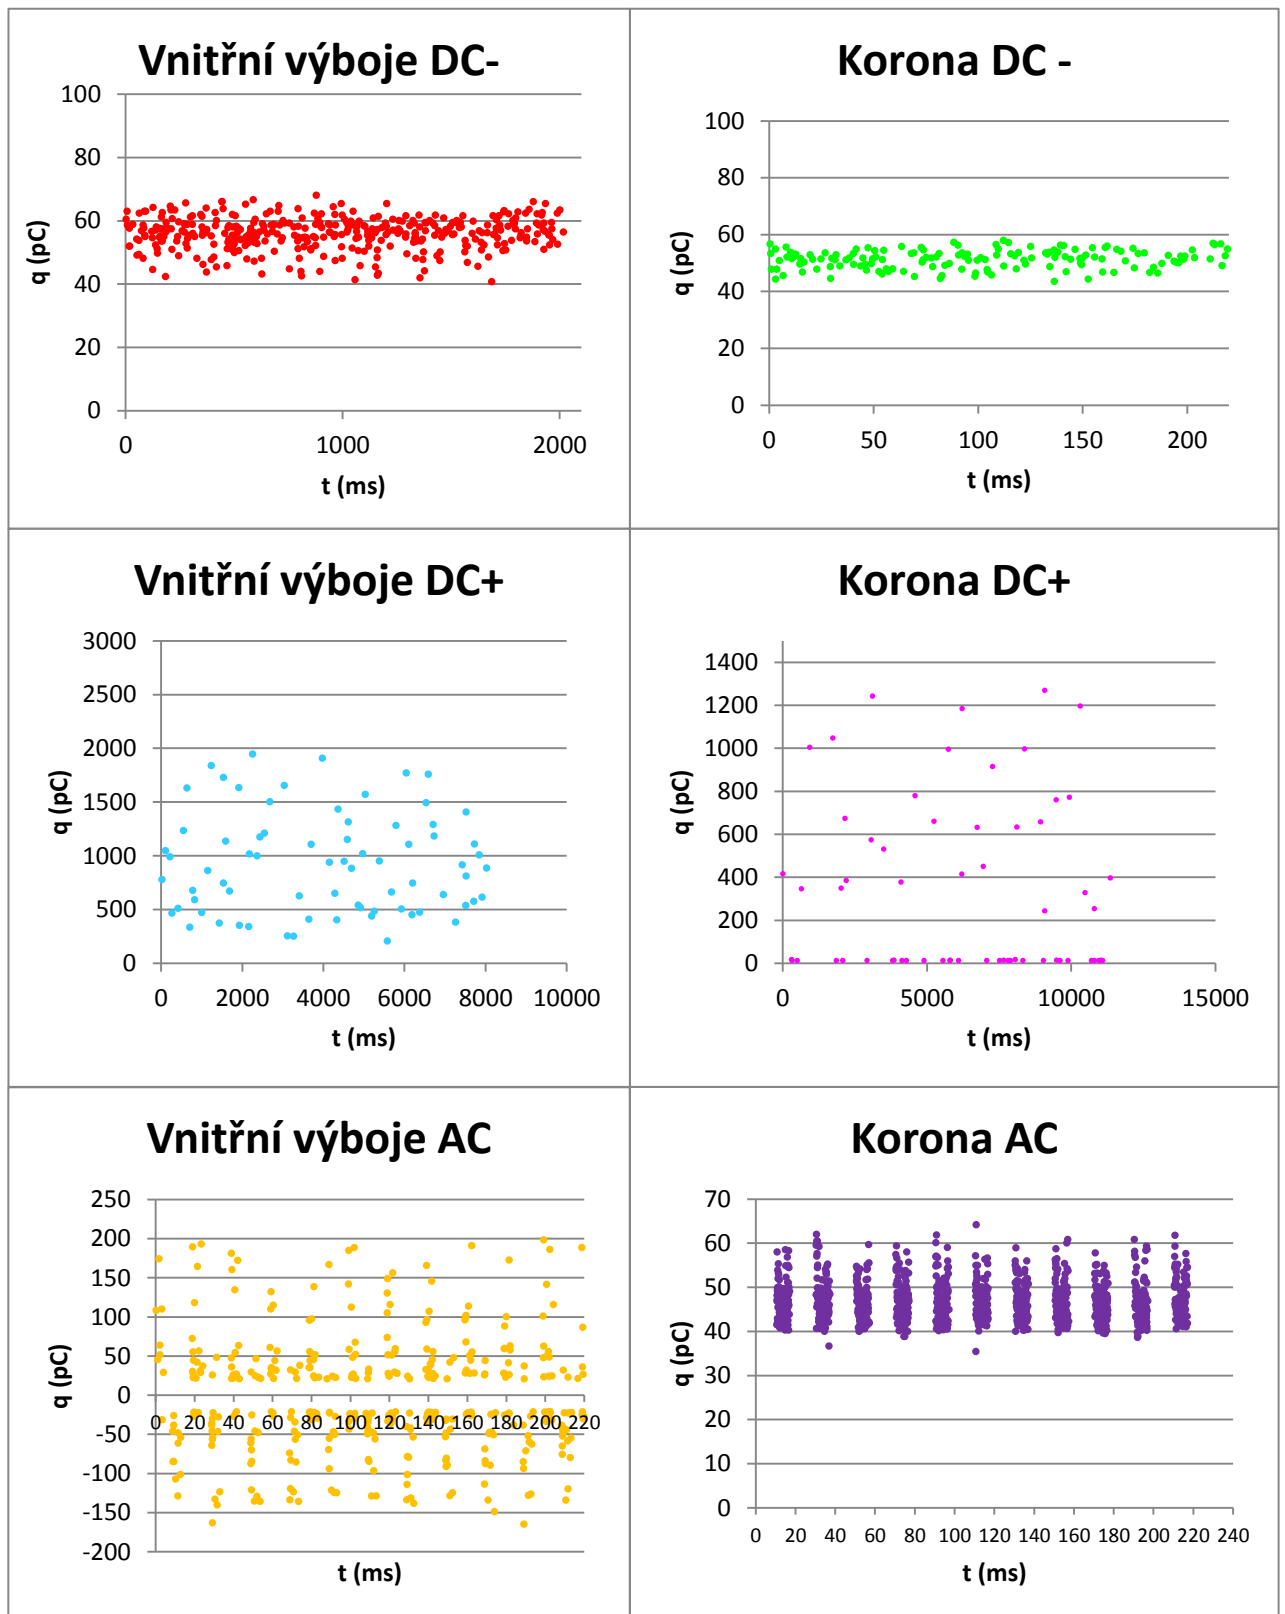 Vnitřní výboje DC-
100
80
60
40
20
0
q (pC)
0 1000 2000
t (ms)
Korona DC -
100
80
60
40
20
0
q (pC)
0 50 100 150 200
t (ms)
Vnitřní výboje DC+
3000
2500
2000
1500
1000
500
0
q (pC)
0 2000 4000 6000 8000 10000
t (ms)
Korona DC+
1400
1200
1000
800
600
400
200
0
q (pC)
0 5000 10000 15000
t (ms)
Vnitřní výboje AC
250
200
150
100
50
0
-50
-100
-150
-200
q (pC)
0 20 40 60 80 100 120 140 160 180 200 220
t (ms)
Korona AC
70
60
50
40
30
20
10
0
q (pC)
0 20 40 60 80 100 120 140 160 180 200 220 240
t (ms)